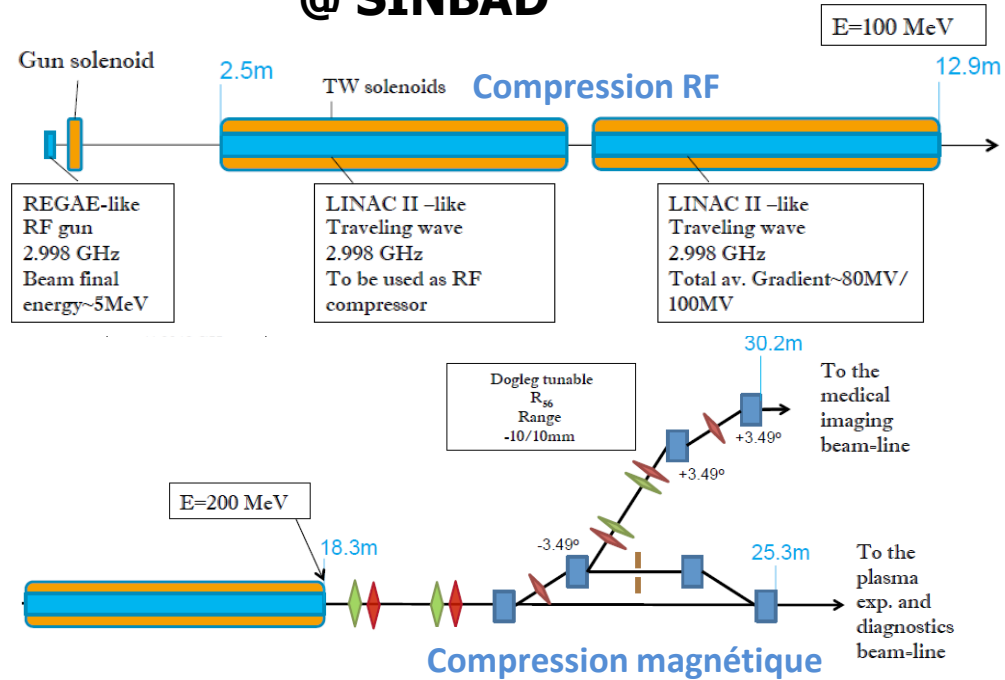 @ SINBAD
E=100 MeV
Gun solenoid
2.5m
TW solenoids
Compression RF
12.9m
REGAE-like
RF gun
2.998 GHz
Beam final
energy~5MeV
LINAC II –like
Traveling wave
2.998 GHz
To be used as RF
compressor
LINAC II –like
Traveling wave
2.998 GHz
Total av. Gradient~80MV/
100MV
30.2m
Dogleg tunable
R56
Range
-10/10mm
To the
medical
imaging
beam-line
+3.49º
+3.49º
E=200 MeV
18.3m
-3.49º
25.3m
To the
plasma
exp. and
diagnostics
beam-line
Compression magnétique